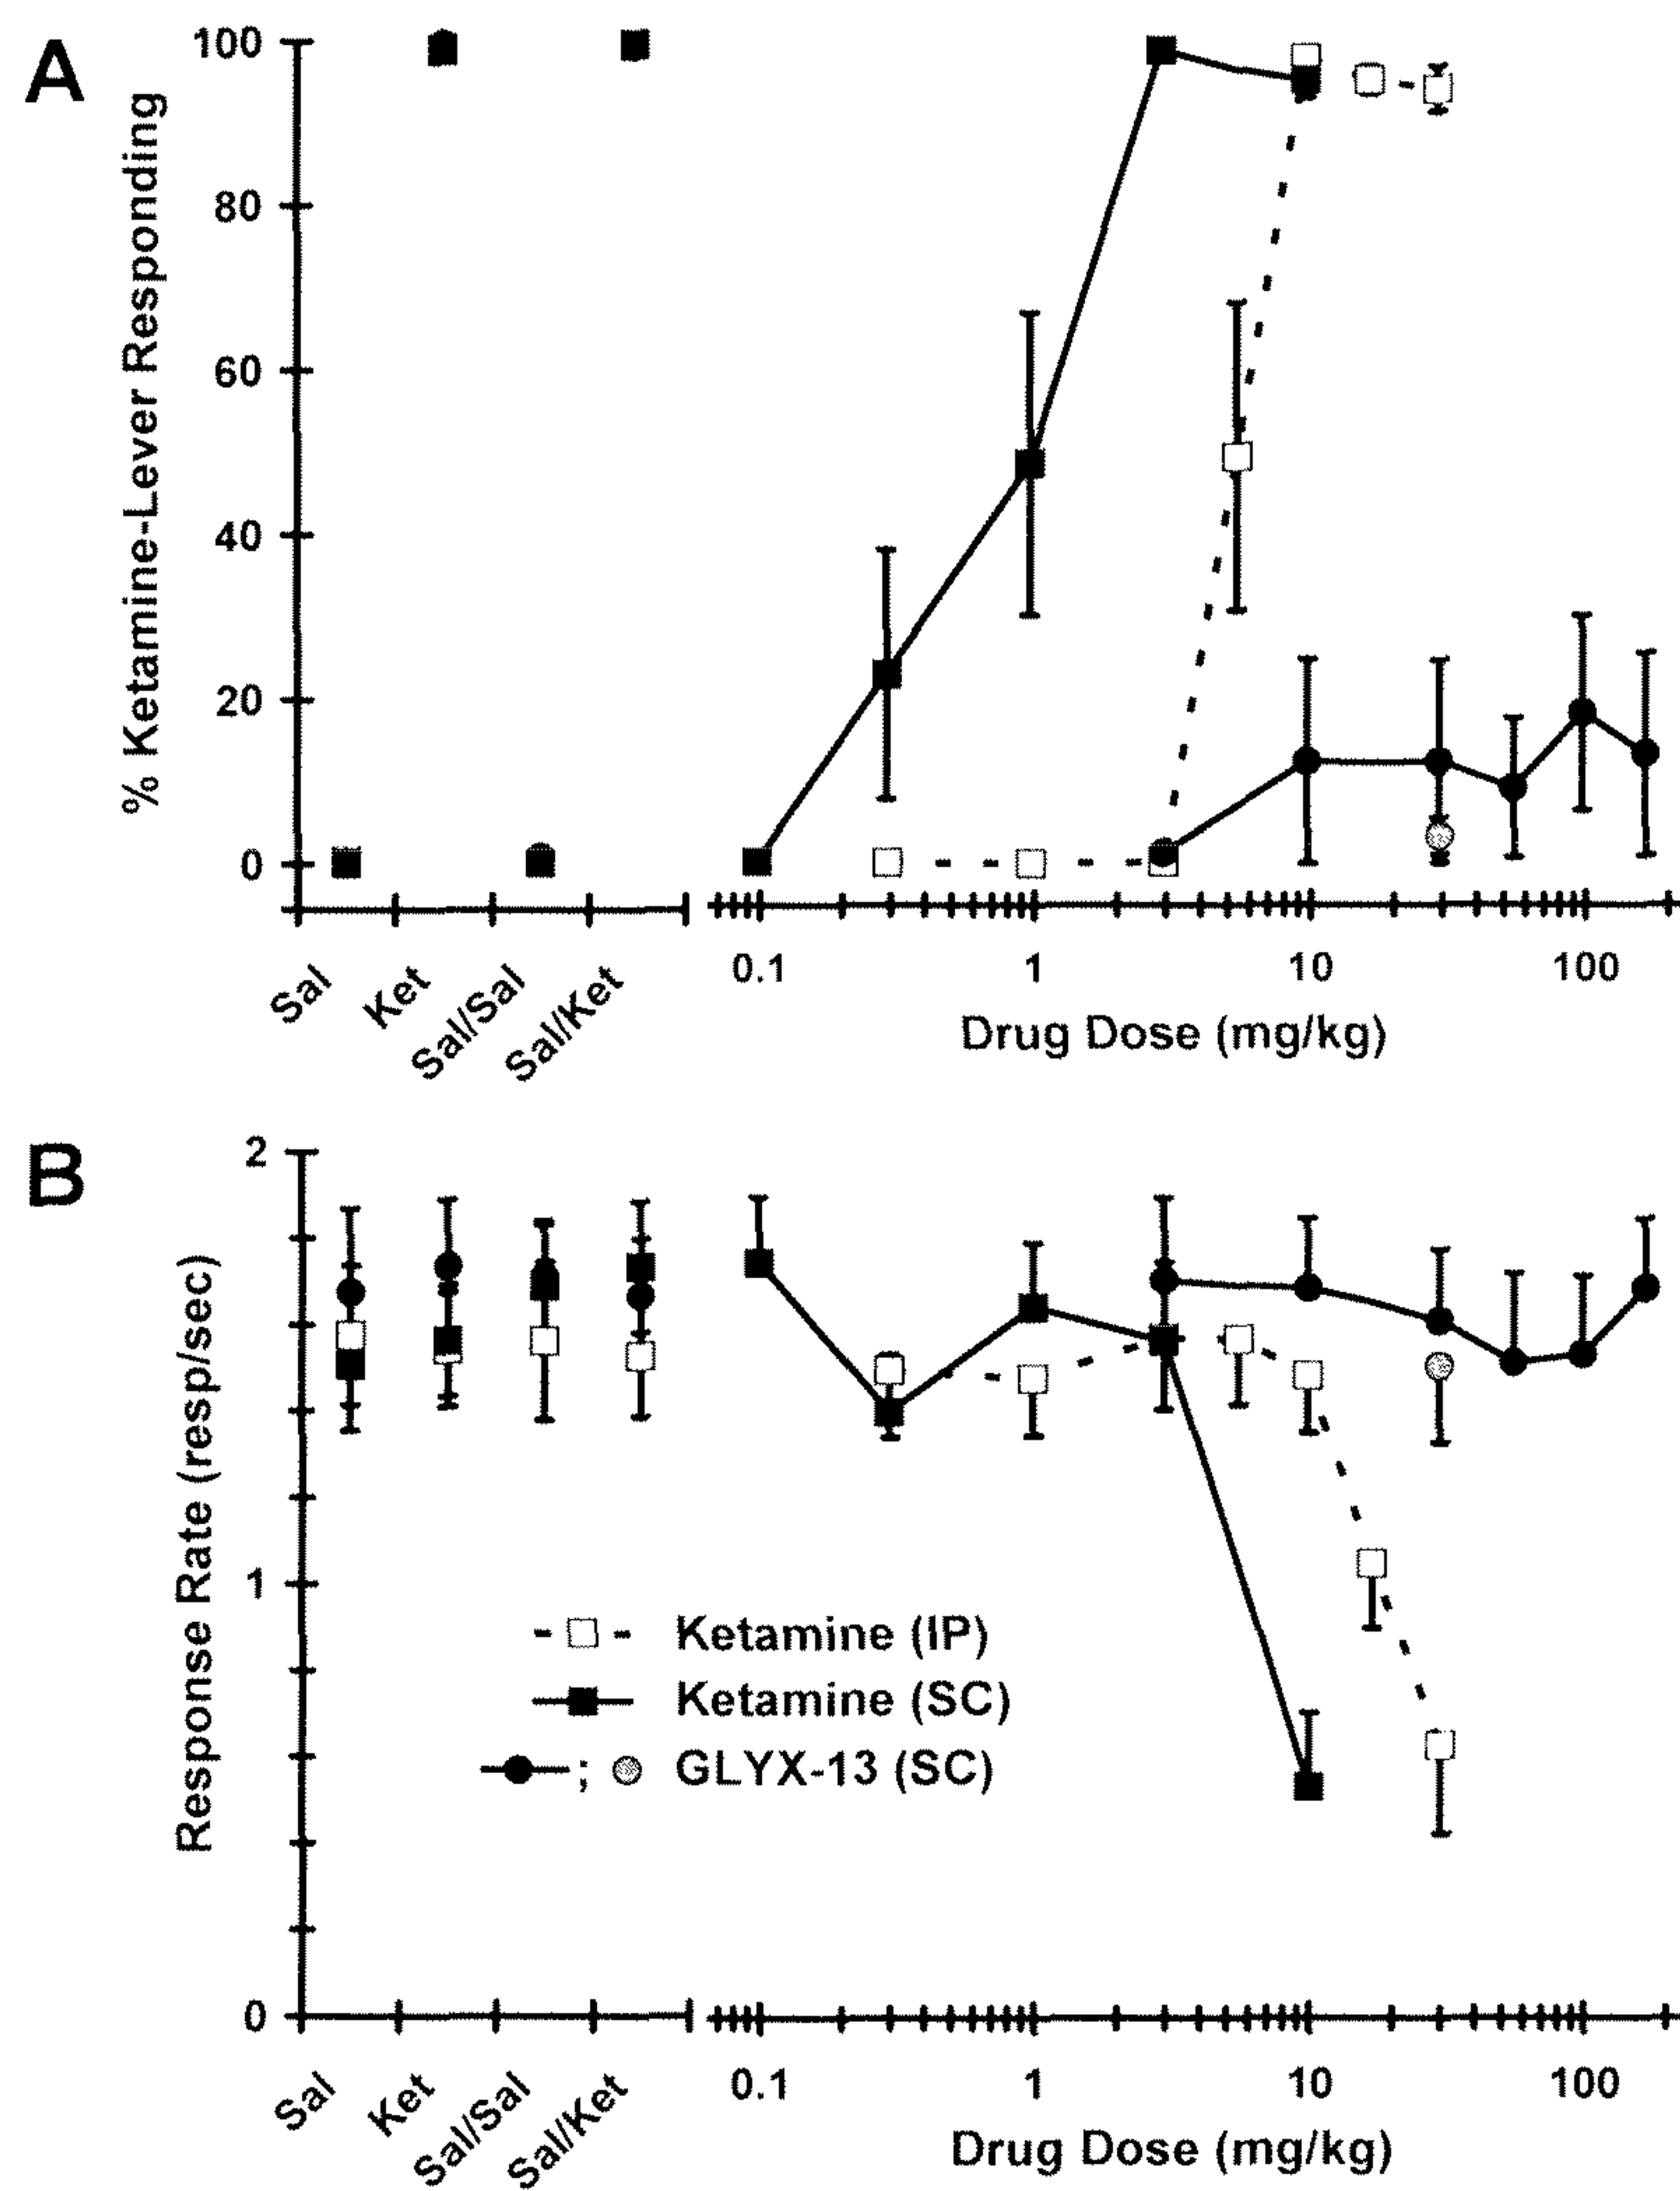 A
% Ketamine-Lever Responding
100
80
60
40
20
0
Sal
Ket
Sal/Sal
Sal/Ket
0.1
1
10
100
Drug Dose (mg/kg)
B
Response Rate (resp/sec)
2
1
0
Ketamine (IP)
Ketamine (SC)
; GLYX-13 (SC)
Sal
Ket
Sal/Sal
Sal/Ket
0.1
1
10
100
Drug Dose (mg/kg)